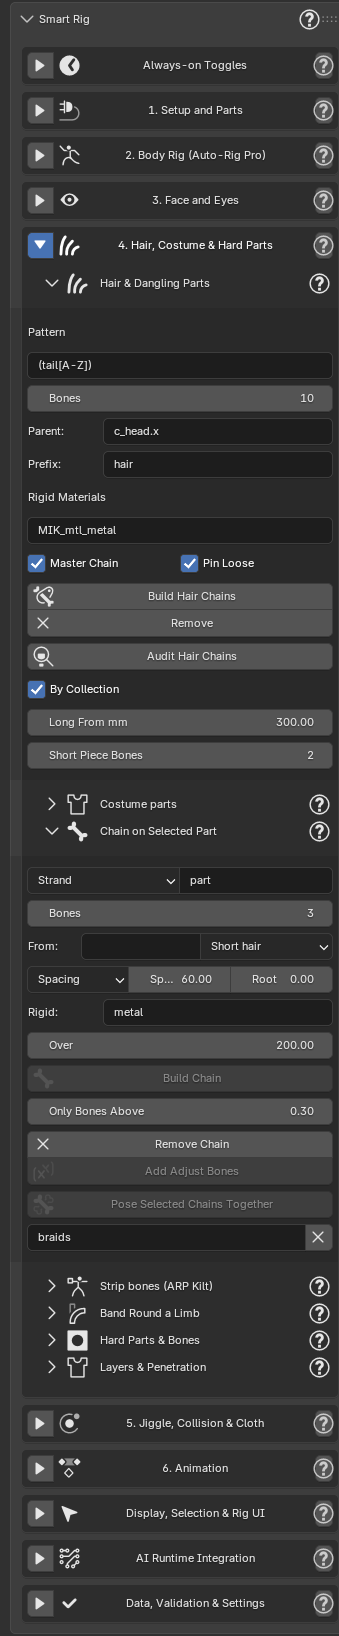 Smart Rig
Always-on Toggles
1. Setup and Parts
2. Body Rig (Auto-Rig Pro)
3. Face and Eyes
4. Hair, Costume & Hard Parts
Hair & Dangling Parts
Pattern
(tail[A-Z])
Bones 10
Parent: c_head.x
Prefix: hair
Rigid Materials
MIK_mtl_metal
Master Chain Pin Loose
Build Hair Chains
Remove
Audit Hair Chains
By Collection
Long From mm 300.00
Short Piece Bones 2
Costume parts
Chain on Selected Part
Strand part
Bones 3
From: Short hair
Spacing Sp... 60.00 Root 0.00
Rigid: metal
Over 200.00
Build Chain
Only Bones Above 0.30
Remove Chain
Add Adjust Bones
Pose Selected Chains Together
braids
Strip bones (ARP Kilt)
Band Round a Limb
Hard Parts & Bones
Layers & Penetration
5. Jiggle, Collision & Cloth
6. Animation
Display, Selection & Rig UI
AI Runtime Integration
Data, Validation & Settings